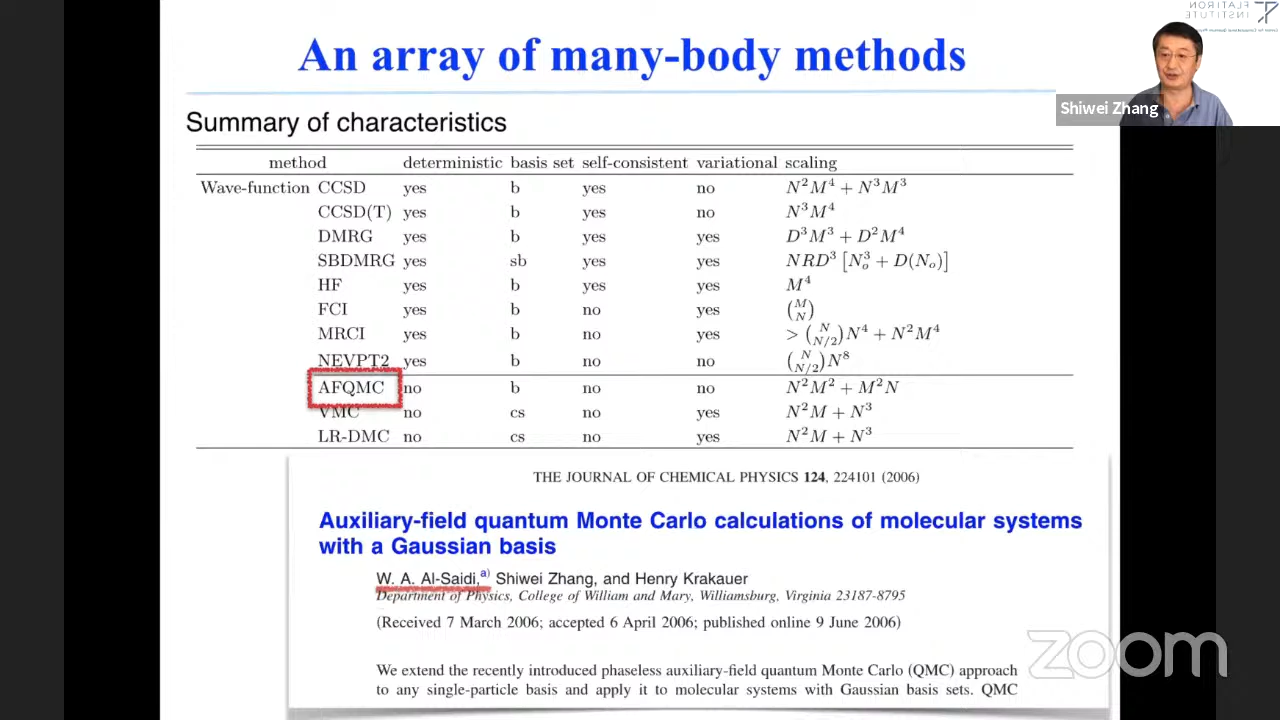 An array of many-body methods
FLATIRON
INSTITUTE
Shiwei Zhang
Summary of characteristics
method deterministic basis set self-consistent variational scaling
Wave-function CCSD yes b yes no N²M⁴ + N³M³
CCSD(T) yes b yes no N³M⁴
DMRG yes b yes yes D³M³ + D²M⁴
SBDMRG yes sb yes yes NRD³ [N_o³ + D(N_o)]
HF yes b yes yes M⁴
FCI yes b no yes (M N)
MRCI yes b no yes > (N N/2)N⁴ + N²M⁴
NEVPT2 yes b no no (N N/2)N⁸
AFQMC no b no no N²M² + M²N
VMC no cs no yes N²M + N³
LR-DMC no cs no yes N²M + N³
THE JOURNAL OF CHEMICAL PHYSICS 124, 224101 (2006)
Auxiliary-field quantum Monte Carlo calculations of molecular systems
with a Gaussian basis
W. A. Al-Saidi,a) Shiwei Zhang, and Henry Krakauer
Department of Physics, College of William and Mary, Williamsburg, Virginia 23187-8795
(Received 7 March 2006; accepted 6 April 2006; published online 9 June 2006)
We extend the recently introduced phaseless auxiliary-field quantum Monte Carlo (QMC) approach
to any single-particle basis and apply it to molecular systems with Gaussian basis sets. QMC
zoom